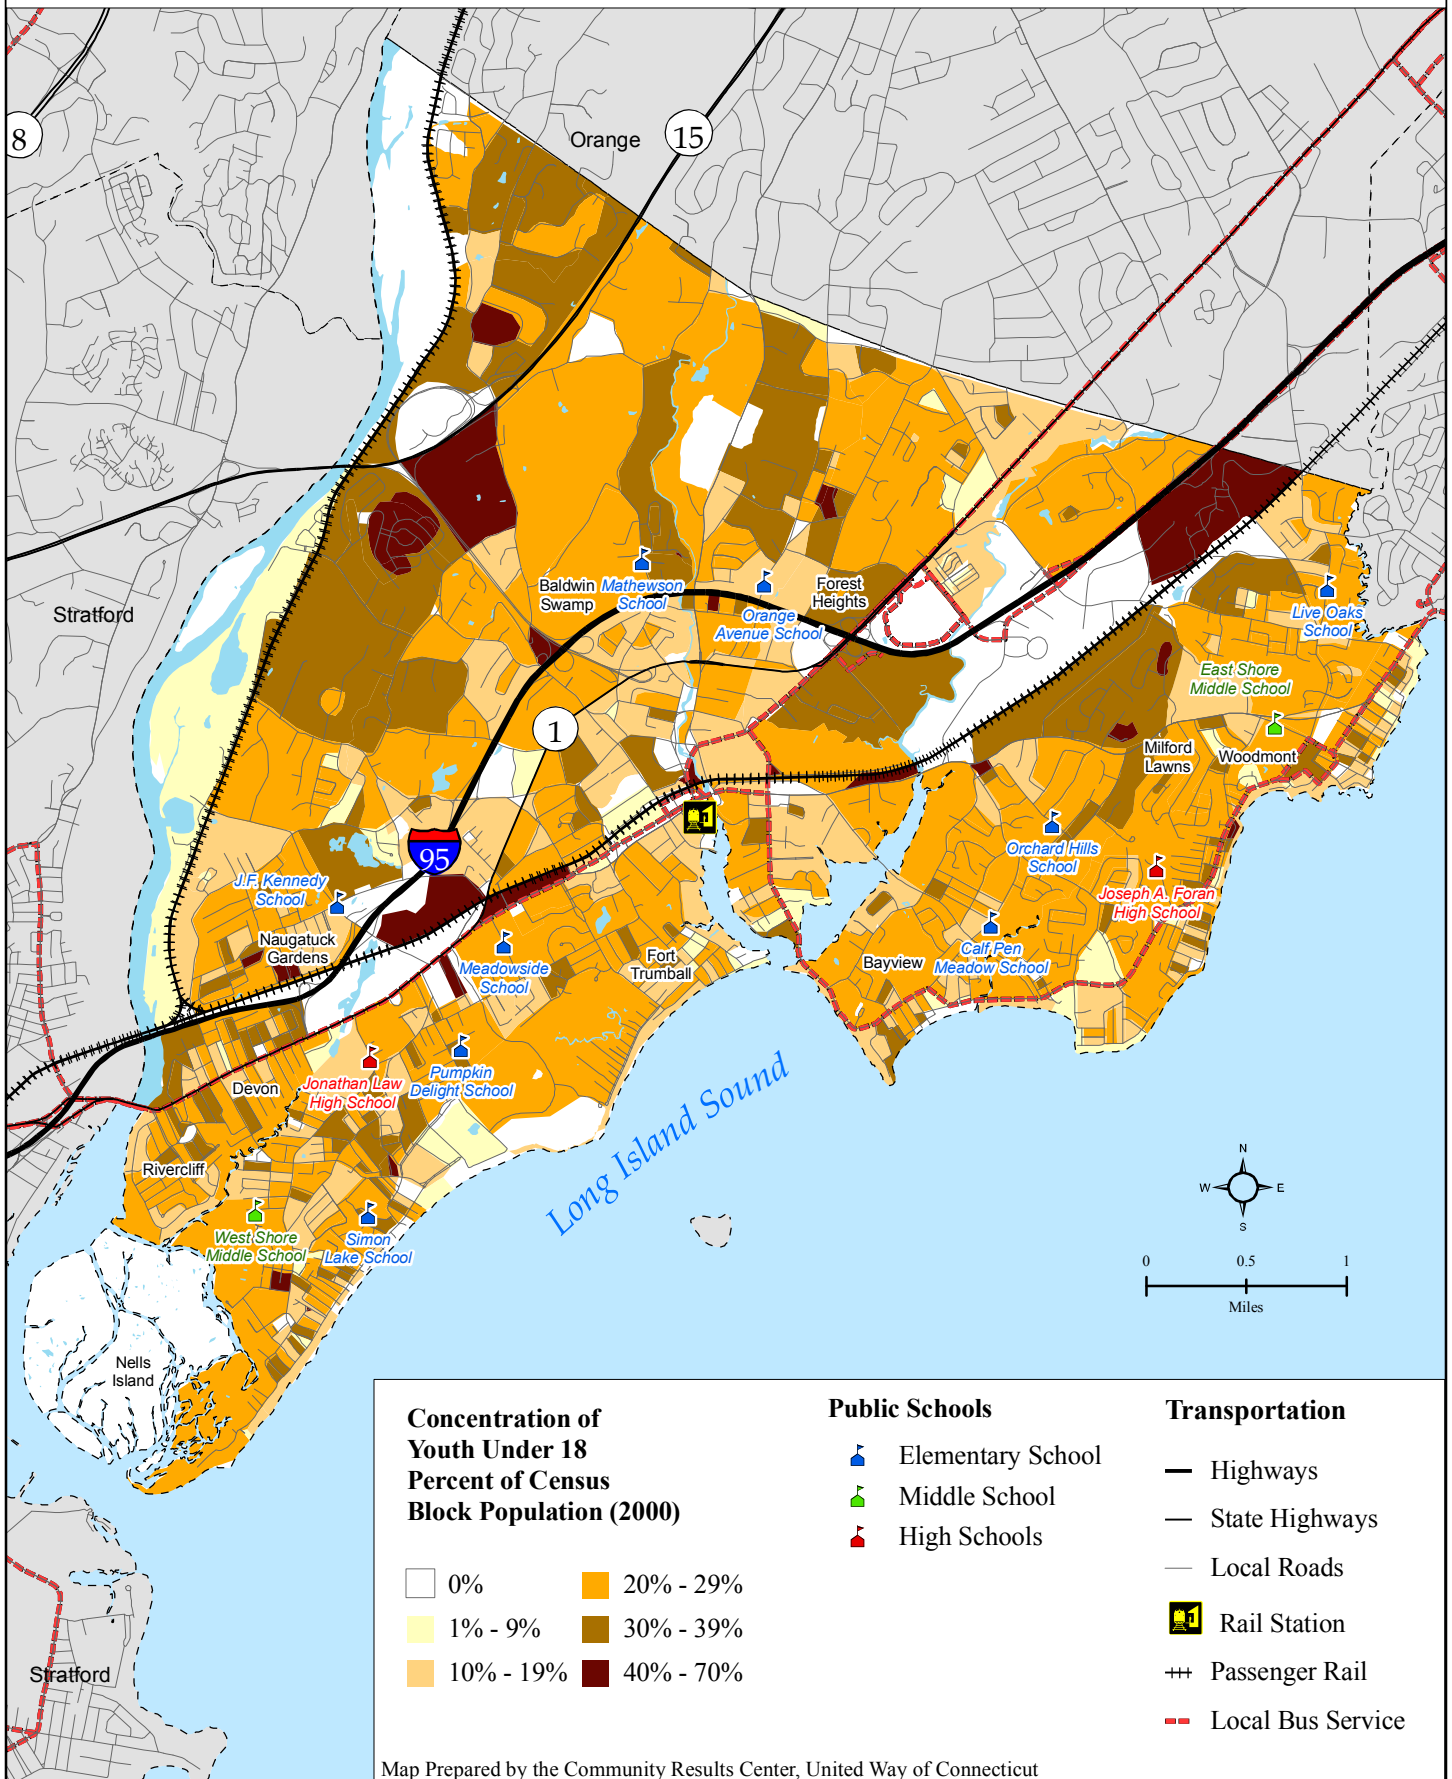 8
Orange
15
Stratford
Baldwin
Swamp
Mathewson
School
Orange
Avenue School
Forest
Heights
Live Oaks
School
East Shore
Middle School
Milford
Lawns
Woodmont
1
95
J.F. Kennedy
School
Naugatuck
Gardens
Orchard Hills
School
Joseph A. Foran
High School
Meadowside
School
Fort
Trumball
Bayview
Calf Pen
Meadow School
Devon
Jonathan Law
High School
Pumpkin
Delight School
Long Island Sound
Rivercliff
West Shore
Middle School
Simon
Lake School
Nells
Island
N
W
E
S
0
0.5
1
Miles
Stratford
Concentration of
Youth Under 18
Percent of Census
Block Population (2000)
0%
1% - 9%
10% - 19%
20% - 29%
30% - 39%
40% - 70%
Public Schools
Elementary School
Middle School
High Schools
Transportation
Highways
State Highways
Local Roads
Rail Station
Passenger Rail
Local Bus Service
Map Prepared by the Community Results Center, United Way of Connecticut